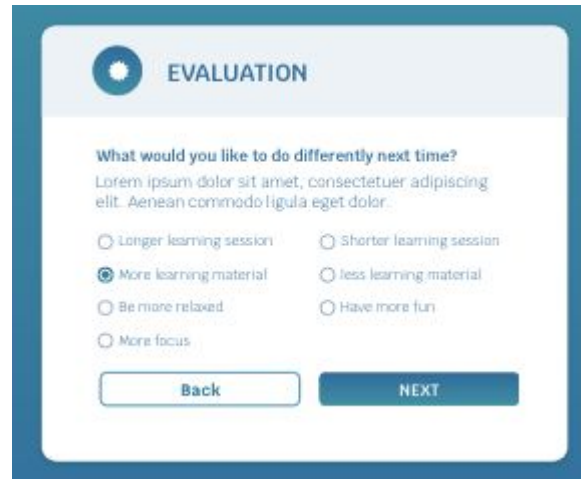 EVALUATION
What would you like to do differently next time?
Lorem ipsum dolor sit amet, consectetuer adipiscing
elit. Aenean commodo ligula eget dolor.
Longer learning session
Shorter learning session
More learning material
less learning material
Be more relaxed
Have more fun
More focus
Back
NEXT